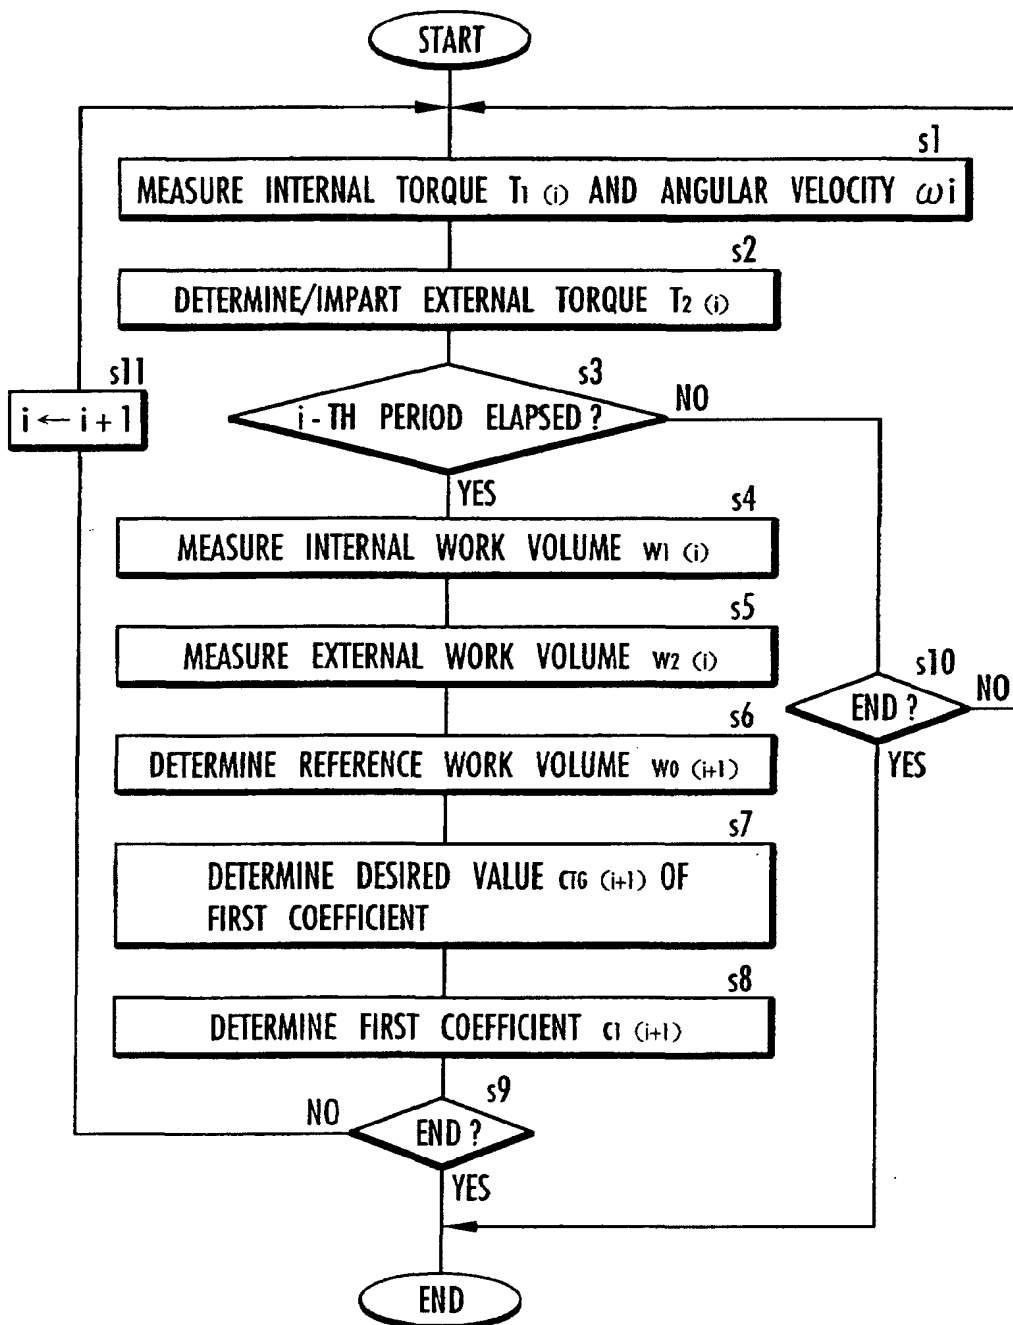 START
s1
MEASURE INTERNAL TORQUE T1 (i) AND ANGULAR VELOCITY ωi
s2
DETERMINE/IMPART EXTERNAL TORQUE T2 (i)
s11
i ← i + 1
s3
i - TH PERIOD ELAPSED ?
NO
YES
s4
MEASURE INTERNAL WORK VOLUME w1 (i)
s5
MEASURE EXTERNAL WORK VOLUME w2 (i)
s10
END ?
NO
YES
s6
DETERMINE REFERENCE WORK VOLUME w0 (i+1)
s7
DETERMINE DESIRED VALUE cTG (i+1) OF
FIRST COEFFICIENT
s8
DETERMINE FIRST COEFFICIENT c1 (i+1)
s9
NO
END ?
YES
END